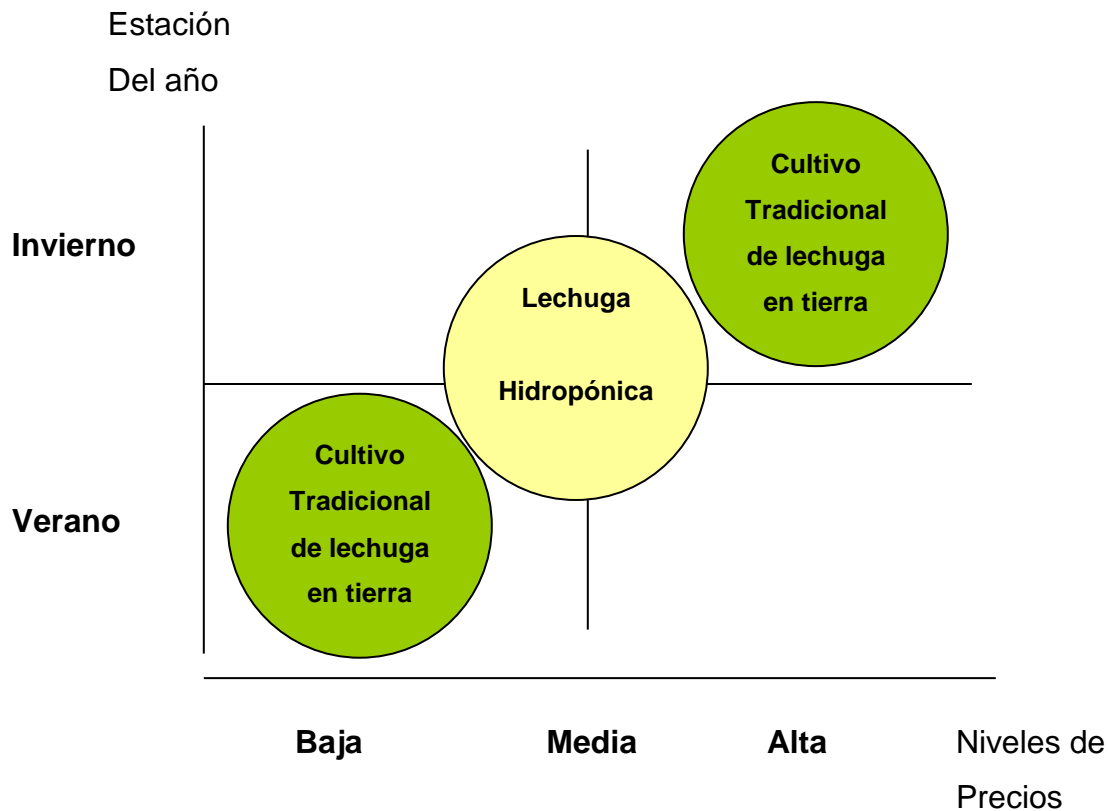 Estación
Del año
Cultivo
Tradicional
de lechuga
en tierra
Invierno
Lechuga
Hidropónica
Cultivo
Tradicional
de lechuga
en tierra
Verano
Baja
Media
Alta
Niveles de
Precios